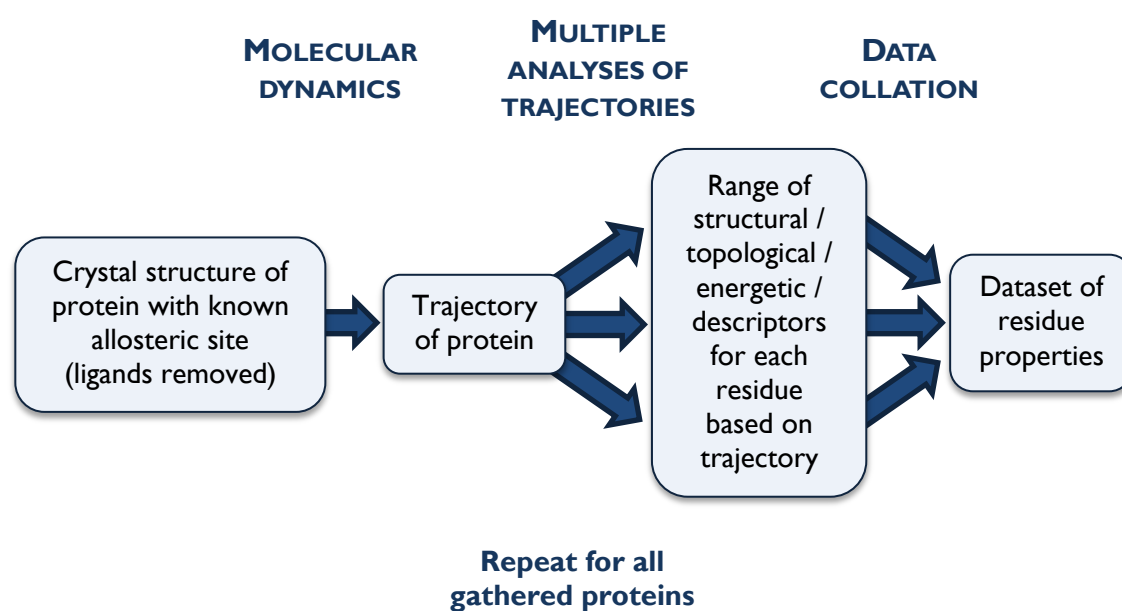 MOLECULAR
DYNAMICS
MULTIPLE
ANALYSES OF
TRAJECTORIES
DATA
COLLATION
Crystal structure of
protein with known
allosteric site
(ligands removed)
Trajectory
of protein
Range of
structural /
topological /
energetic /
descriptors
for each
residue
based on
trajectory
Dataset of
residue
properties
Repeat for all
gathered proteins